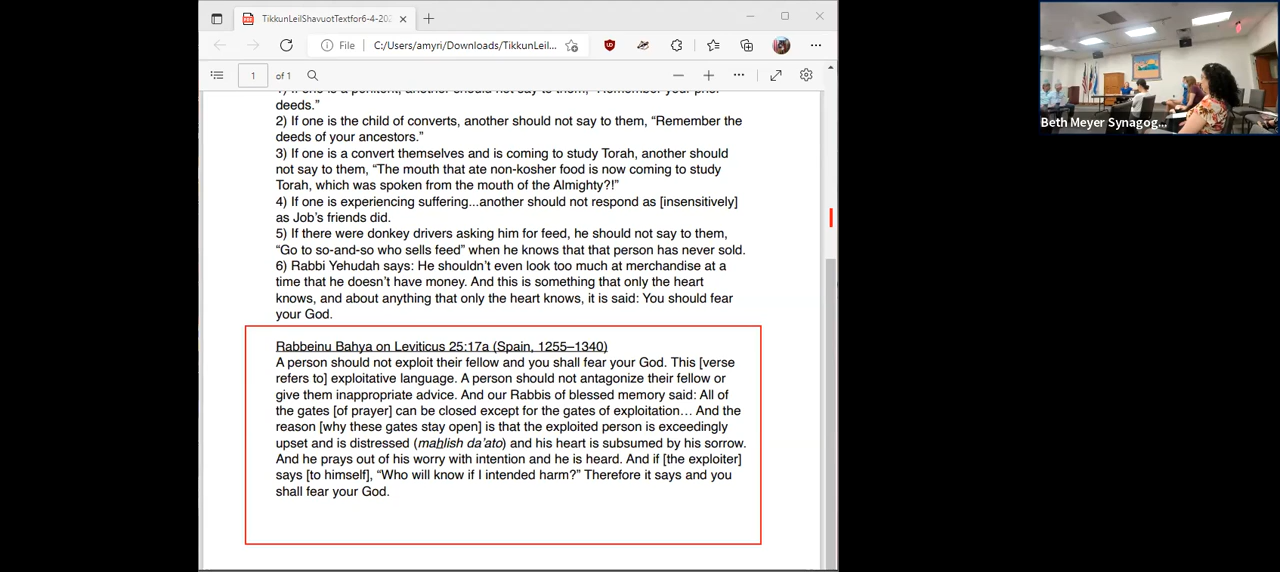 TikkunLeilShavuotTextfor6-4-202
File
C:/Users/amyri/Downloads/TikkunLeil...
1 of 1
deeds.”
2) If one is the child of converts, another should not say to them, “Remember the
deeds of your ancestors.”
3) If one is a convert themselves and is coming to study Torah, another should
not say to them, “The mouth that ate non-kosher food is now coming to study
Torah, which was spoken from the mouth of the Almighty?!”
4) If one is experiencing suffering...another should not respond as [insensitively]
as Job’s friends did.
5) If there were donkey drivers asking him for feed, he should not say to them,
“Go to so-and-so who sells feed” when he knows that that person has never sold.
6) Rabbi Yehudah says: He shouldn’t even look too much at merchandise at a
time that he doesn’t have money. And this is something that only the heart
knows, and about anything that only the heart knows, it is said: You should fear
your God.
Rabbeinu Bahya on Leviticus 25:17a (Spain, 1255–1340)
A person should not exploit their fellow and you shall fear your God. This [verse
refers to] exploitative language. A person should not antagonize their fellow or
give them inappropriate advice. And our Rabbis of blessed memory said: All of
the gates [of prayer] can be closed except for the gates of exploitation… And the
reason [why these gates stay open] is that the exploited person is exceedingly
upset and is distressed (mahlish da’ato) and his heart is subsumed by his sorrow.
And he prays out of his worry with intention and he is heard. And if [the exploiter]
says [to himself], “Who will know if I intended harm?” Therefore it says and you
shall fear your God.
Beth Meyer Synagog...